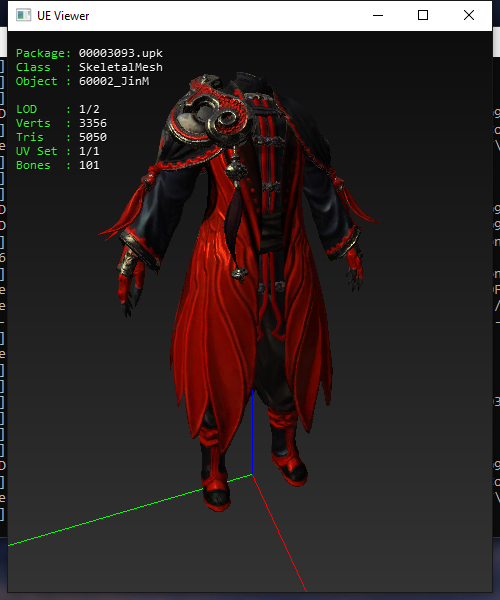 UE Viewer
Package: 00003093.upk
Class  : SkeletalMesh
Object : 60002_JinM
LOD    : 1/2
Verts  : 3356
Tris   : 5050
UV Set : 1/1
Bones  : 101